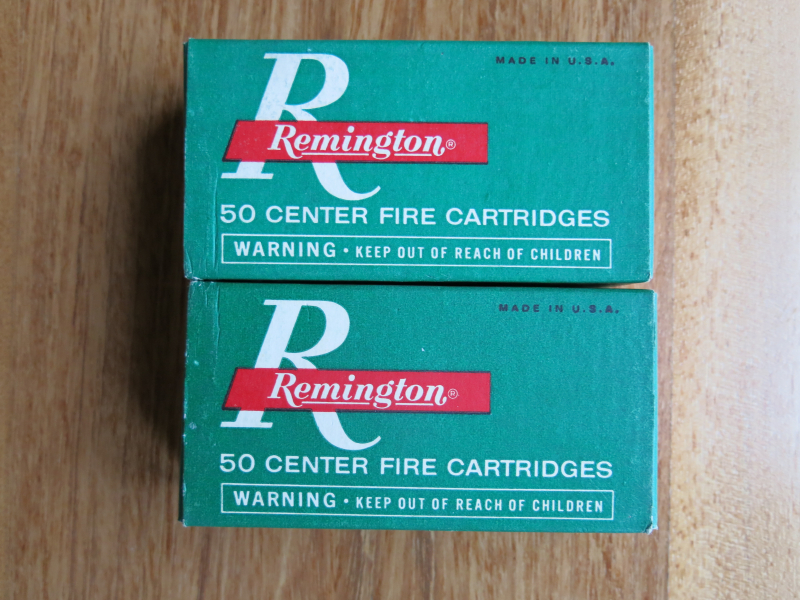 MADE IN U.S.A.
R
Remington®
50 CENTER FIRE CARTRIDGES
WARNING • KEEP OUT OF REACH OF CHILDREN
MADE IN U.S.A.
R
Remington®
50 CENTER FIRE CARTRIDGES
WARNING • KEEP OUT OF REACH OF CHILDREN